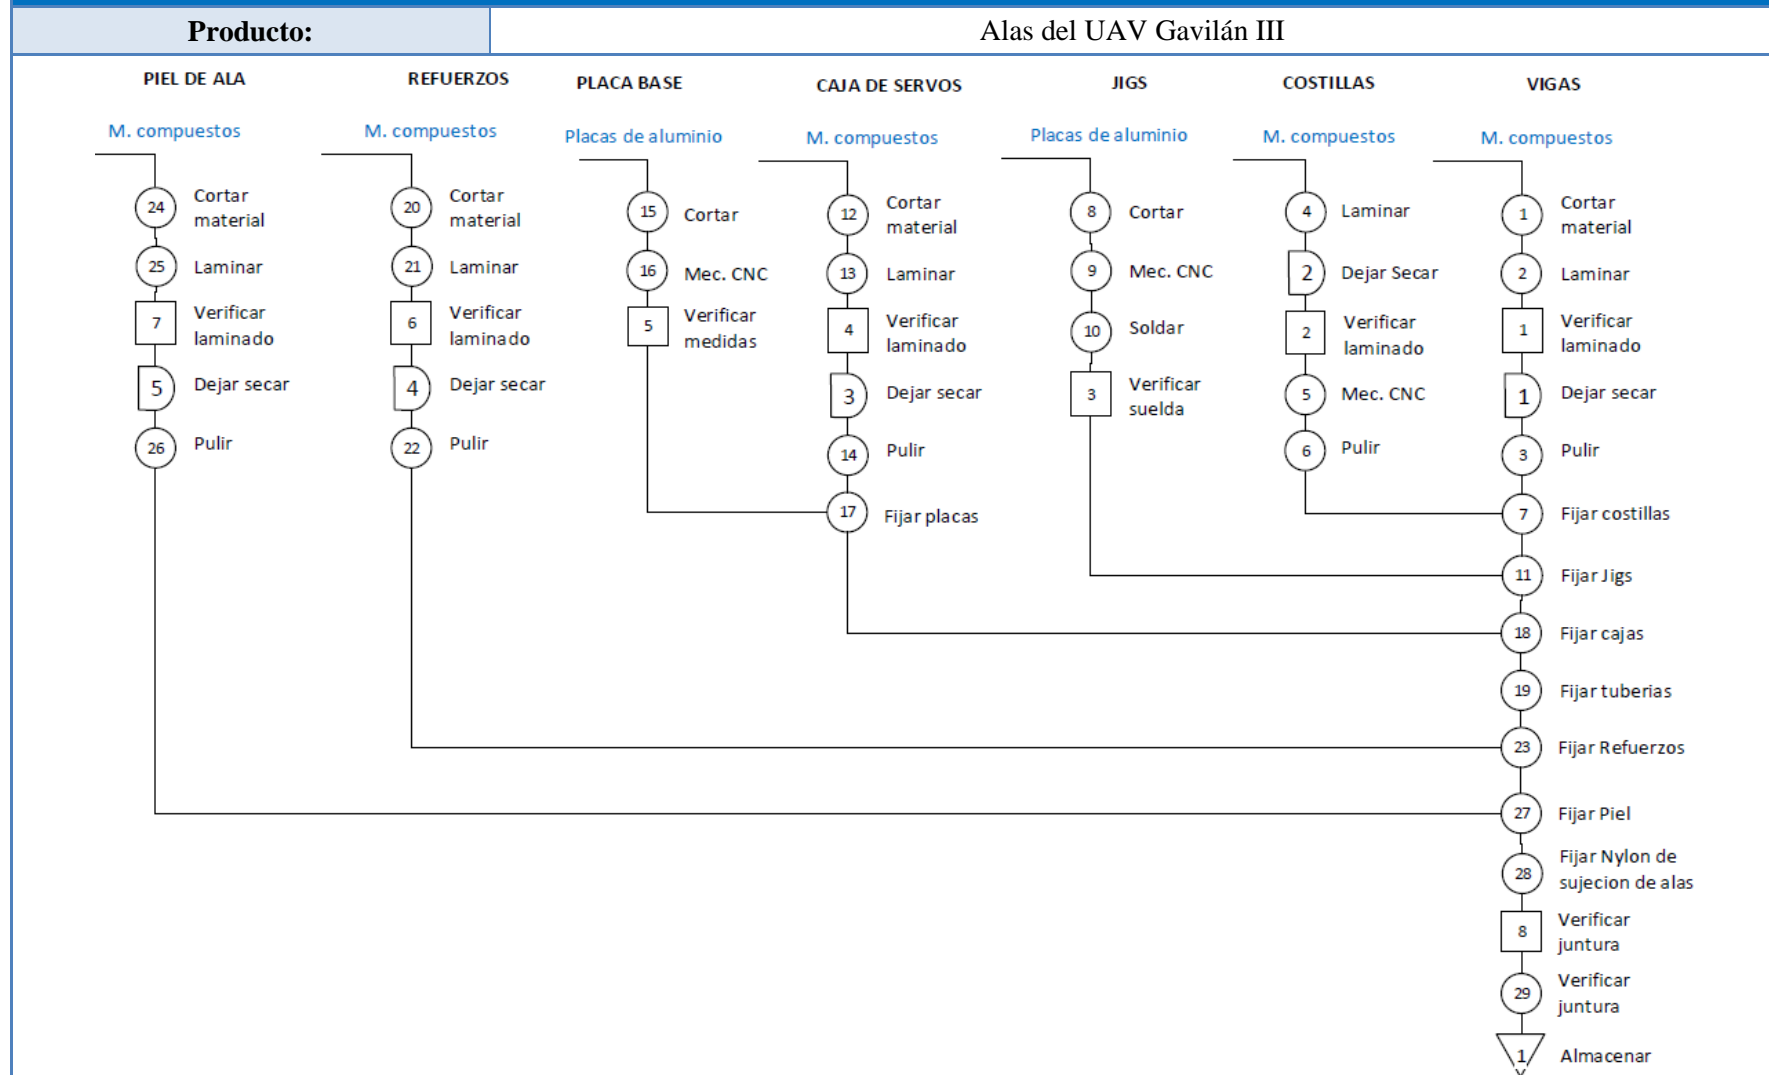 Producto:
Alas del UAV Gavilán III
PIEL DE ALA
REFUERZOS
PLACA BASE
CAJA DE SERVOS
JIGS
COSTILLAS
VIGAS
M. compuestos
M. compuestos
Placas de aluminio
M. compuestos
Placas de aluminio
M. compuestos
M. compuestos
24
Cortar
material
25
Laminar
7
Verificar
laminado
5
Dejar secar
26
Pulir
20
Cortar
material
21
Laminar
6
Verificar
laminado
4
Dejar secar
22
Pulir
15
Cortar
16
Mec. CNC
5
Verificar
medidas
12
Cortar
material
13
Laminar
4
Verificar
laminado
3
Dejar secar
14
Pulir
17
Fijar placas
8
Cortar
9
Mec. CNC
10
Soldar
3
Verificar
suelda
4
Laminar
2
Dejar Secar
2
Verificar
laminado
5
Mec. CNC
6
Pulir
1
Cortar
material
2
Laminar
1
Verificar
laminado
1
Dejar secar
3
Pulir
7
Fijar costillas
11
Fijar Jigs
18
Fijar cajas
19
Fijar tuberias
23
Fijar Refuerzos
27
Fijar Piel
28
Fijar Nylon de
sujecion de alas
8
Verificar
juntura
29
Verificar
juntura
1
Almacenar